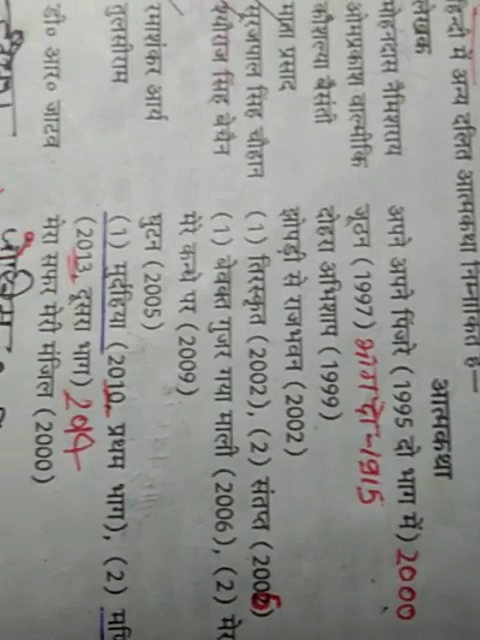 हिन्दी में अन्य दलित आत्मकथा निम्नांकित हैं—
लेखक आत्मकथा
मोहनदास नैमिशराय अपने अपने पिंजरे (1995 दो भाग में) 2000
ओमप्रकाश वाल्मीकि जूठन (1997) भाग दो-1915
कौशल्या बैसंती दोहरा अभिशाप (1999)
माता प्रसाद झोपड़ी से राजभवन (2002)
सूरजपाल सिंह चौहान (1) तिरस्कृत (2002), (2) संतप्त (2006)
श्यौराज सिंह बेचैन (1) बेवक्त गुजर गया माली (2006), (2) मेरा
मेरे कन्धे पर (2009)
रमाशंकर आर्य घुटन (2005)
तुलसीराम (1) मुर्दहिया (2010 प्रथम भाग), (2)
(2013 दूसरा भाग) 2014
डी० आर० जाटव मेरा सफर मेरी मंजिल (2000)